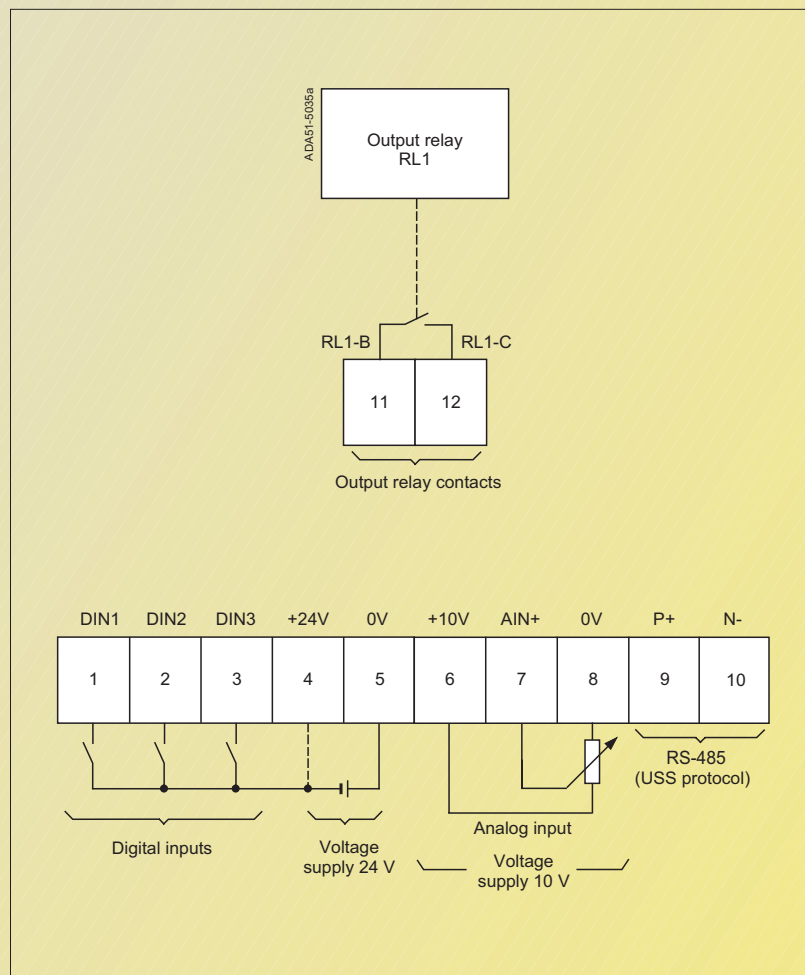 ADA51-5035a
Output relay
RL1
RL1-B RL1-C
11 12
Output relay contacts
DIN1 DIN2 DIN3 +24V 0V +10V AIN+ 0V P+ N-
1 2 3 4 5 6 7 8 9 10
RS-485
(USS protocol)
Analog input
Digital inputs
Voltage
supply 24 V
Voltage
supply 10 V